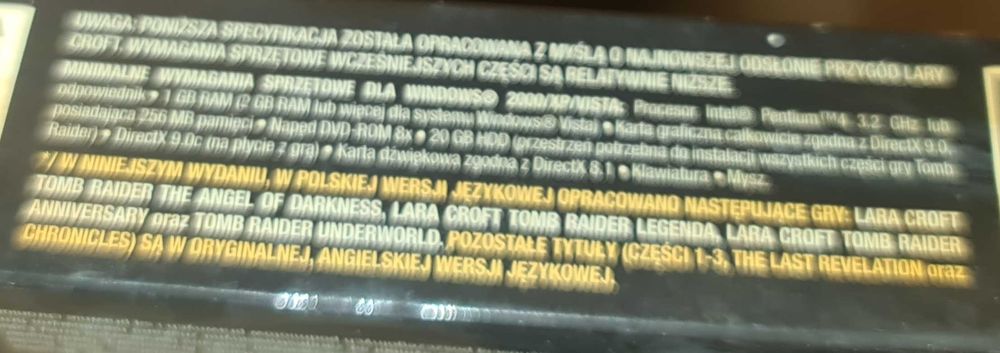 UWAGA: PONIŻSZA SPECYFIKACJA ZOSTAŁA OPRACOWANA Z MYŚLĄ O NAJNOWSZEJ ODSŁONIE PRZYGÓD LARY
CROFT. WYMAGANIA SPRZĘTOWE WCZEŚNIEJSZYCH CZĘŚCI SĄ RELATYWNIE NIŻSZE.
MINIMALNE WYMAGANIA SPRZĘTOWE DLA WINDOWS® 2000/XP/VISTA: Procesor Intel® Pentium™4 3.2 GHz lub
odpowiednik • 1 GB RAM (2 GB RAM lub więcej dla systemu Windows® Vista) • Karta graficzna całkowicie zgodna z DirectX 9.0,
posiadająca 256 MB pamięci • Napęd DVD-ROM 8x • 20 GB HDD (przestrzeń potrzebna do instalacji wszystkich części gry Tomb
Raider) • DirectX 9.0c (na płycie z grą) • Karta dźwiękowa zgodna z DirectX 8.1 • Klawiatura • Mysz
*/ W NINIEJSZYM WYDANIU, W POLSKIEJ WERSJI JĘZYKOWEJ OPRACOWANO NASTĘPUJĄCE GRY: LARA CROFT
TOMB RAIDER THE ANGEL OF DARKNESS, LARA CROFT TOMB RAIDER LEGENDA, LARA CROFT TOMB RAIDER
ANNIVERSARY oraz TOMB RAIDER UNDERWORLD. POZOSTAŁE TYTUŁY (CZĘŚCI 1-3, THE LAST REVELATION oraz
CHRONICLES) SĄ W ORYGINALNEJ, ANGIELSKIEJ WERSJI JĘZYKOWEJ.